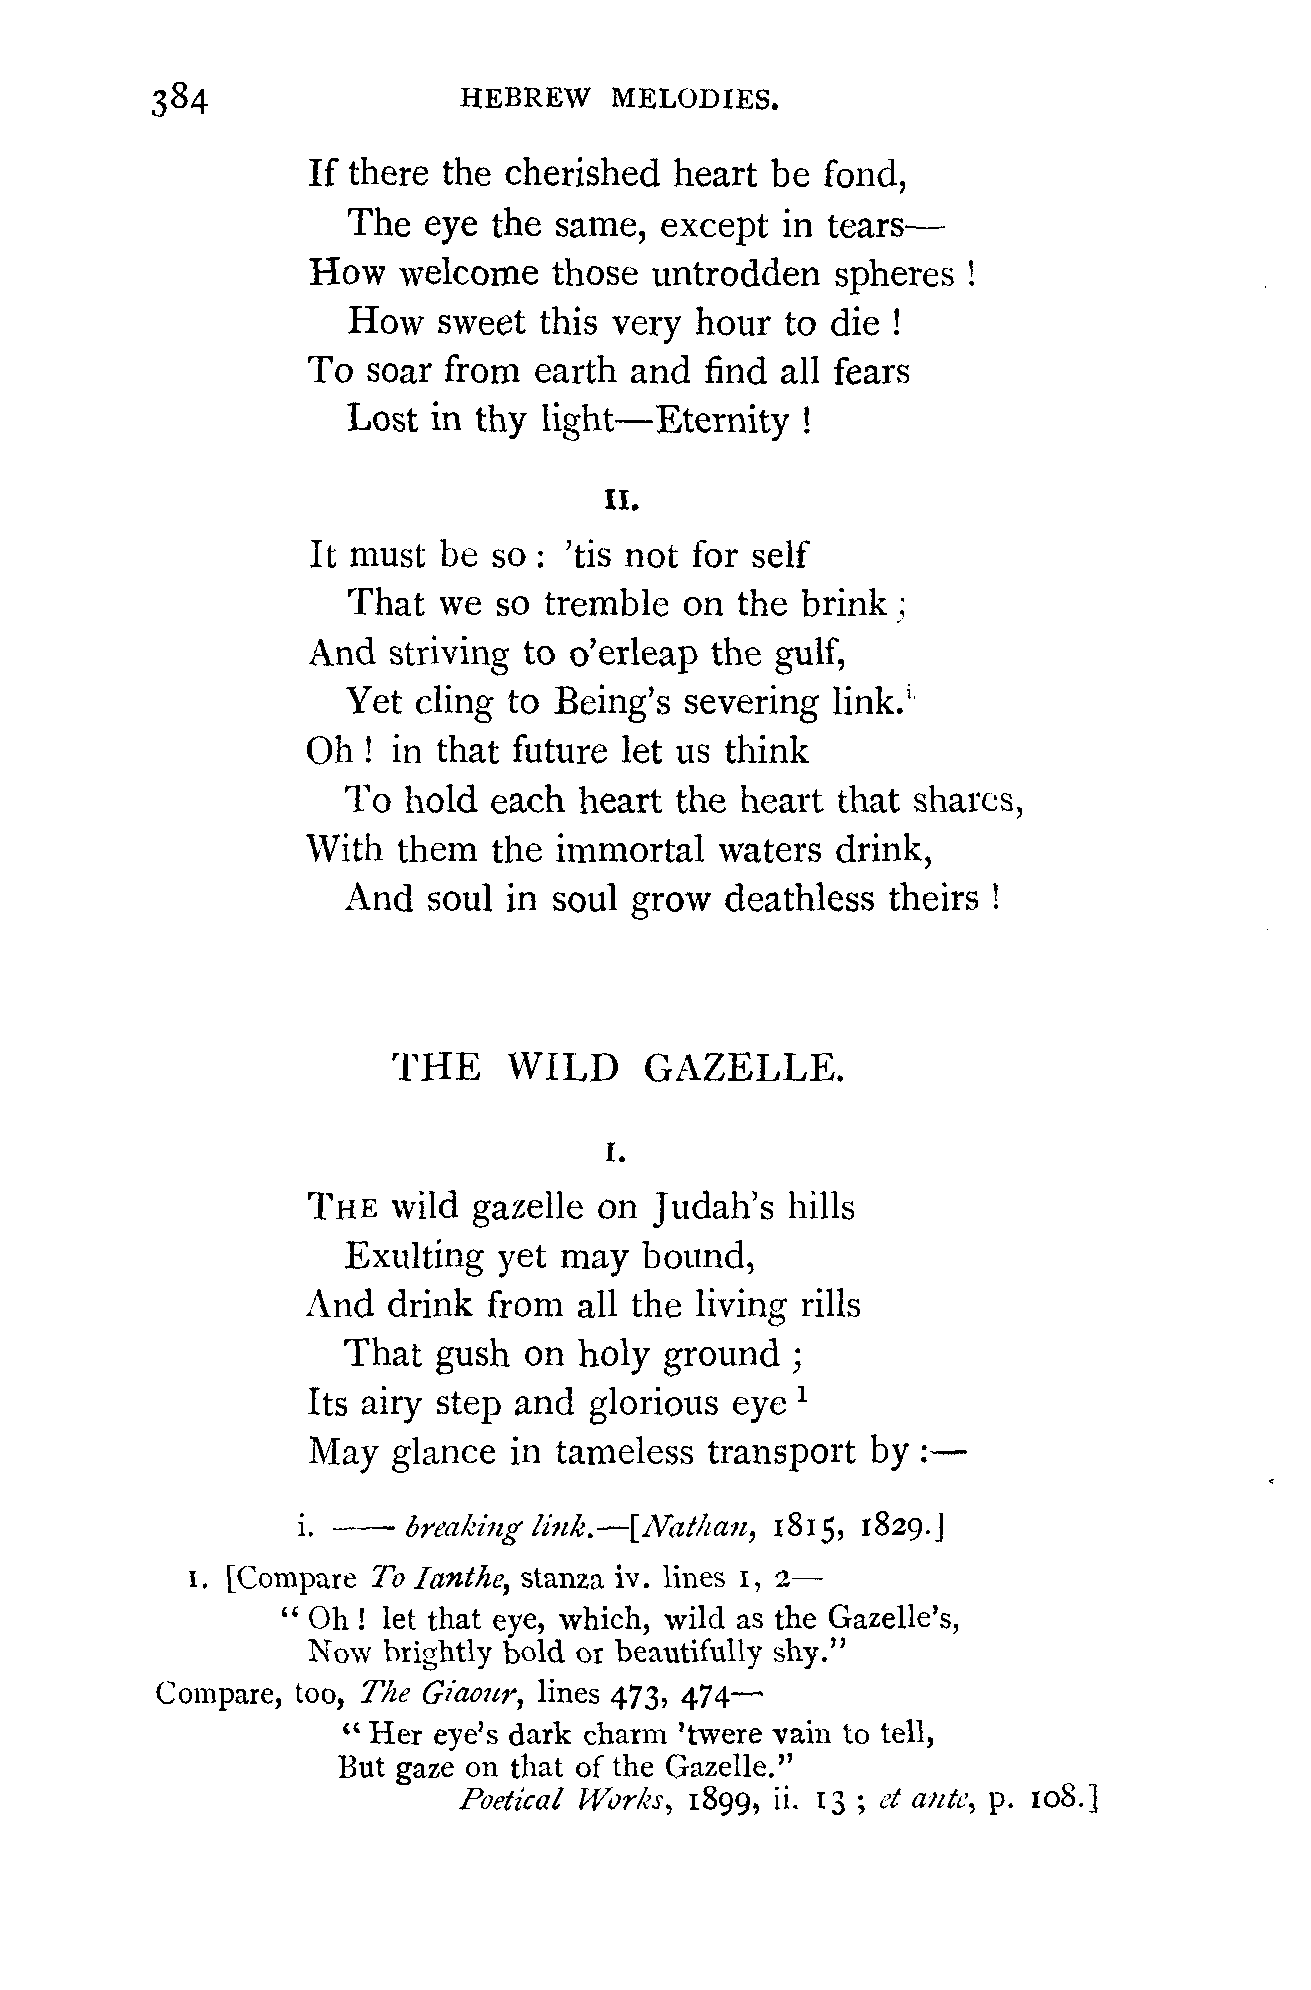 384 HEBREW MELODIES.
If there the cherished heart be fond,
The eye the same, except in tears—
How welcome those untrodden spheres !
How sweet this very hour to die !
To soar from earth and find all fears
Lost in thy light—Eternity !
II.
It must be so : 'tis not for self
That we so tremble on the brink ;
And striving to o'erleap the gulf,
Yet cling to Being's severing link.i.
Oh ! in that future let us think
To hold each heart the heart that shares,
With them the immortal waters drink,
And soul in soul grow deathless theirs !
THE WILD GAZELLE.
I.
THE wild gazelle on Judah's hills
Exulting yet may bound,
And drink from all the living rills
That gush on holy ground ;
Its airy step and glorious eye 1
May glance in tameless transport by :—
i. —— breaking link.—[Nathan, 1815, 1829.]
1. [Compare To Ianthe, stanza iv. lines 1, 2—
" Oh ! let that eye, which, wild as the Gazelle's,
Now brightly bold or beautifully shy."
Compare, too, The Giaour, lines 473, 474—
" Her eye's dark charm 'twere vain to tell,
But gaze on that of the Gazelle."
Poetical Works, 1899, ii. 13 ; et ante, p. 108.]